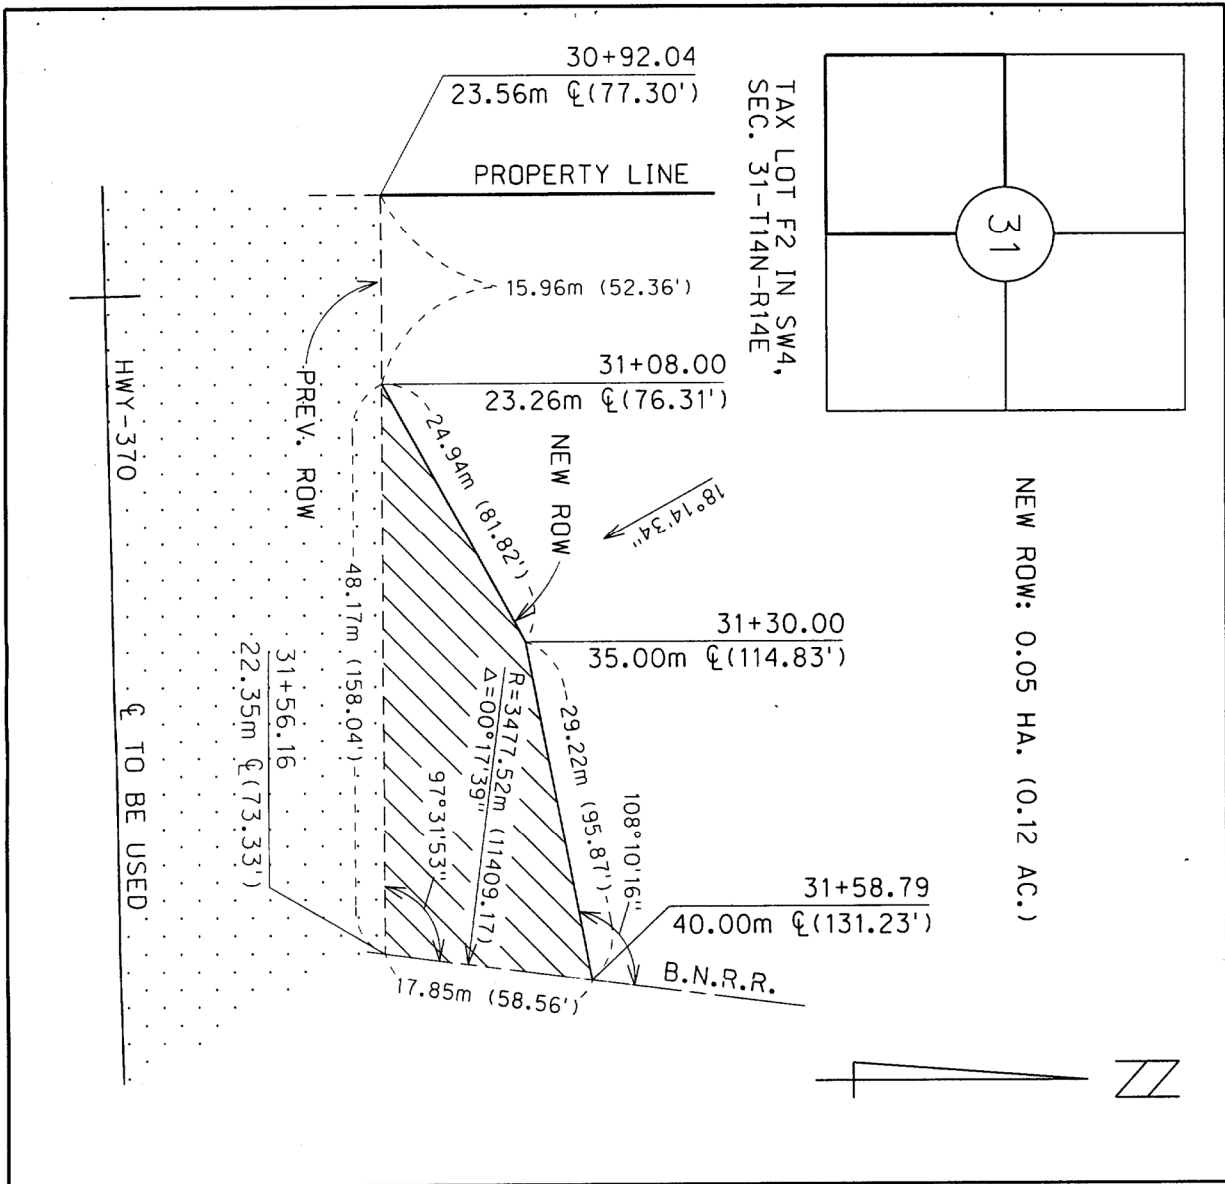 30+92.04
23.56m ℄(77.30')
PROPERTY LINE
15.96m (52.36')
31+08.00
23.26m ℄(76.31')
TAX LOT F2 IN SW4,
SEC. 31-T14N-R14E
31
PREV. ROW
24.94m (81.82')
NEW ROW
18°14'34"
NEW ROW: 0.05 HA. (0.12 AC.)
HWY-370
℄ TO BE USED
48.17m (158.04')
31+30.00
35.00m ℄(114.83')
31+56.16
22.35m ℄(73.33')
R=3477.52m (11409.17)
Δ=00°17'39"
29.22m (95.87')
97°31'53"
108°10'16"
31+58.79
40.00m ℄(131.23')
B.N.R.R.
17.85m (58.56')
N